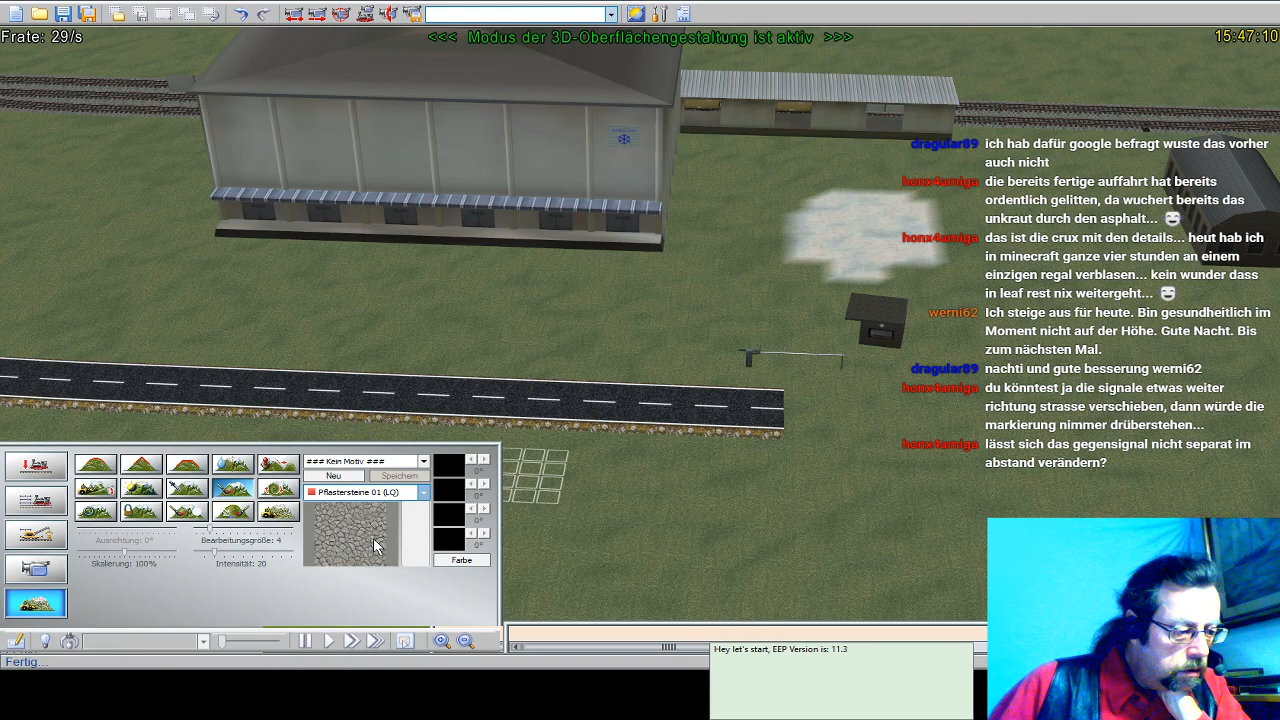 Frate: 29/s
<<< Modus der 3D-Oberflächengestaltung ist aktiv >>>
15:47:10
dragular89 ich hab dafür google befragt wuste das vorher
auch nicht
honx4amiga die bereits fertige auffahrt hat bereits
ordentlich gelitten, da wuchert bereits das
unkraut durch den asphalt...
honx4amiga das ist die crux mit den details... heut hab ich
in minecraft ganze vier stunden an einem
einzigen regal verblasen... kein wunder dass
in leaf rest nix weitergeht...
werni62 Ich steige aus für heute. Bin gesundheitlich im
Moment nicht auf der Höhe. Gute Nacht. Bis
zum nächsten Mal.
dragular89 nachti und gute besserung werni62
honx4amiga du könntest ja die signale etwas weiter
richtung strasse verschieben, dann würde die
markierung nimmer drüberstehen...
honx4amiga lässt sich das gegensignal nicht separat im
abstand verändern?
### Kein Motiv ###
Neu
Speichern
Pflastersteine 01 (LQ)
0°
0°
0°
0°
Farbe
Ausrichtung: 0°
Bearbeitungsgröße: 4
Skalierung: 100%
Intensität: 20
Fertig...
Hey let's start, EEP Version is: 11.3